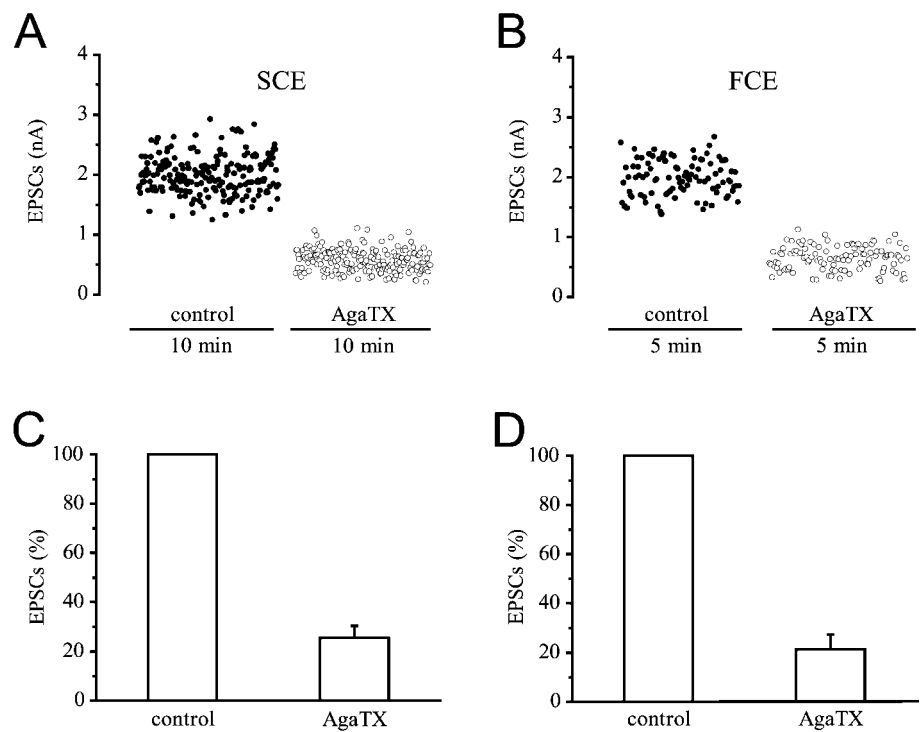 A
B
SCE
FCE
EPSCs (nA)
4
3
2
1
0
control
AgaTX
10 min
10 min
EPSCs (nA)
4
3
2
1
0
control
AgaTX
5 min
5 min
C
D
EPSCs (%)
100
80
60
40
20
0
control
AgaTX
EPSCs (%)
100
80
60
40
20
0
control
AgaTX